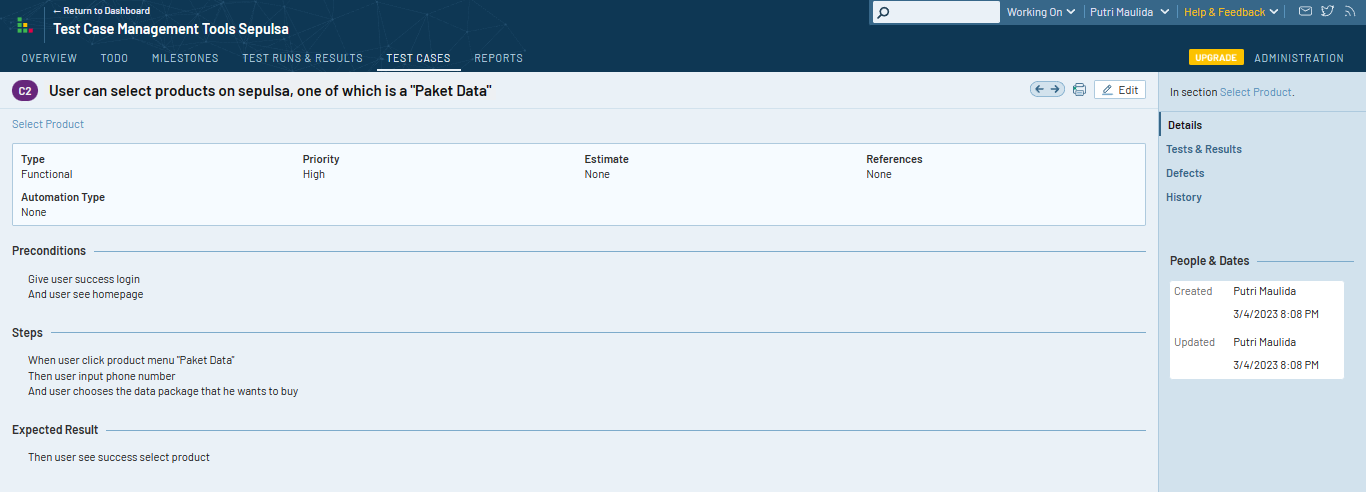 ← Return to Dashboard
Test Case Management Tools Sepulsa
Working On
Putri Maulida
Help & Feedback
OVERVIEW TODO MILESTONES TEST RUNS & RESULTS TEST CASES REPORTS
UPGRADE ADMINISTRATION
C2 User can select products on sepulsa, one of which is a "Paket Data"
Edit
Select Product
Type Priority Estimate References
Functional High None None
Automation Type
None
Preconditions
Give user success login
And user see homepage
Steps
When user click product menu "Paket Data"
Then user input phone number
And user chooses the data package that he wants to buy
Expected Result
Then user see success select product
In section Select Product.
Details
Tests & Results
Defects
History
People & Dates
Created Putri Maulida
3/4/2023 8:08 PM
Updated Putri Maulida
3/4/2023 8:08 PM